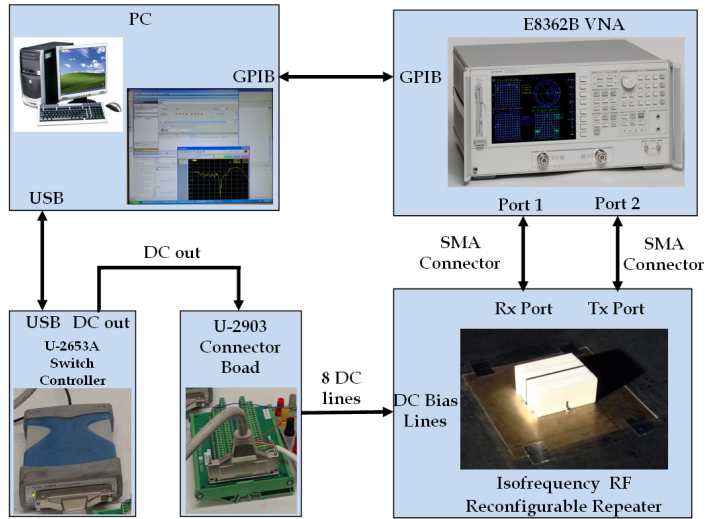 PC
GPIB
USB
E8362B VNA
GPIB
Port 1
Port 2
SMA
Connector
SMA
Connector
DC out
USB
DC out
U-2653A
Switch
Controller
U-2903
Connector
Boad
8 DC
lines
Rx Port
Tx Port
DC Bias
Lines
Isofrequency RF
Reconfigurable Repeater